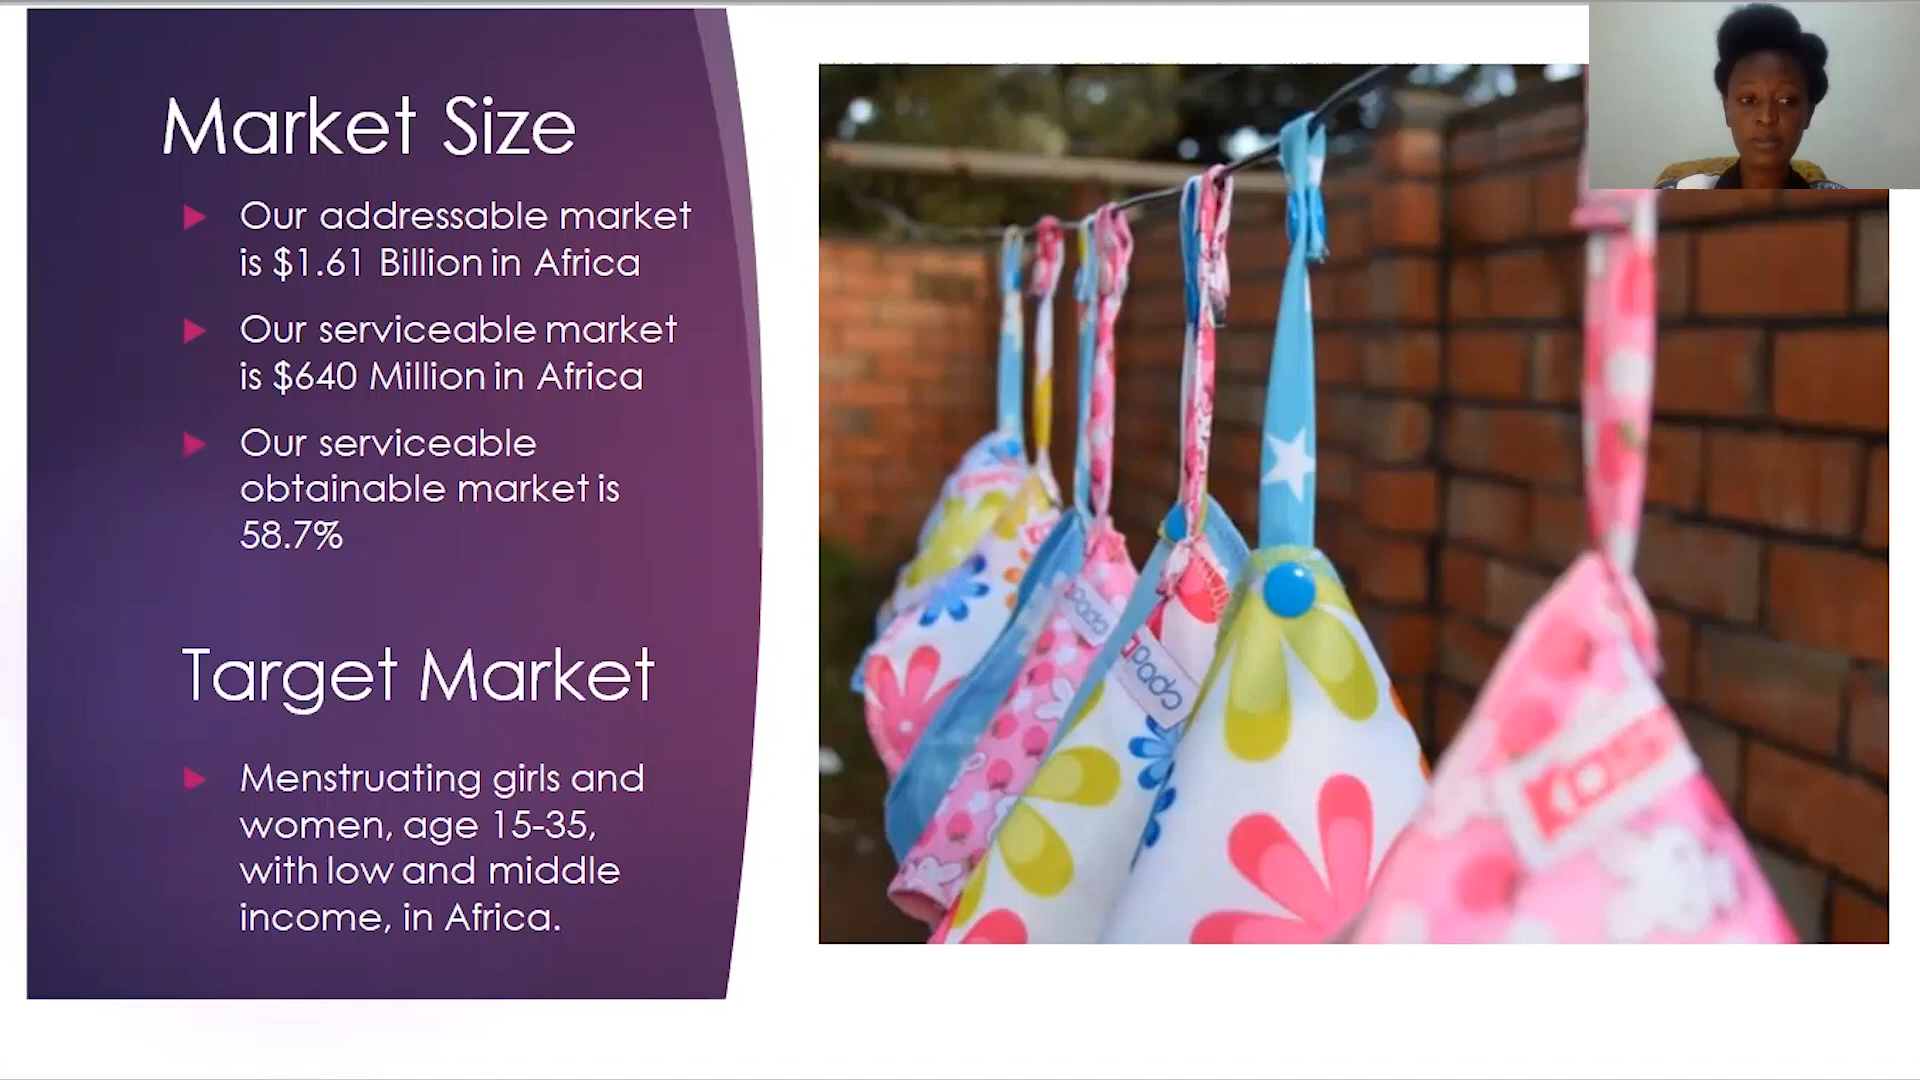 Market Size
Our addressable market
is $1.61 Billion in Africa
Our serviceable market
is $640 Million in Africa
Our serviceable
obtainable market is
58.7%
Target Market
Menstruating girls and
women, age 15-35,
with low and middle
income, in Africa.